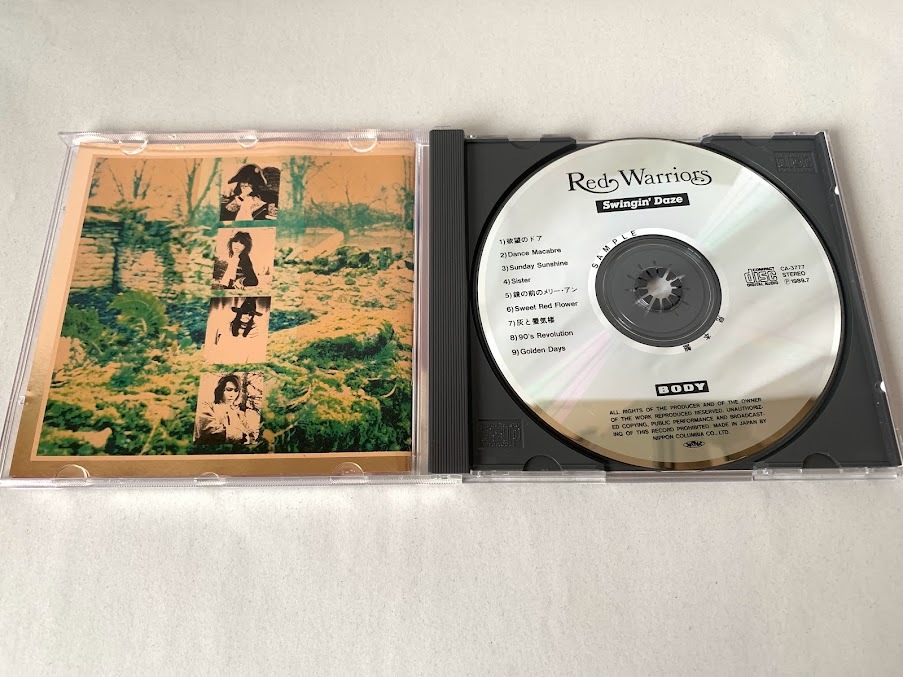 Red Warriors
Swingin' Daze
SAMPLE
1) 欲望のドア
2) Dance Macabre
3) Sunday Sunshine
4) Sister
5) 鏡の前のメリー・アン
6) Sweet Red Flower
7) 灰と蜃気楼
8) 90's Revolution
9) Golden Days
見本盤
COMPACT
disc
DIGITAL AUDIO
CA-3777
STEREO
Ⓟ1989.7
BODY
ALL RIGHTS OF THE PRODUCER AND OF THE OWNER
OF THE WORK REPRODUCED RESERVED. UNAUTHORIZ-
ED COPYING, PUBLIC PERFORMANCE AND BROADCAST-
ING OF THIS RECORD PROHIBITED. MADE IN JAPAN BY
NIPPON COLUMBIA CO., LTD.